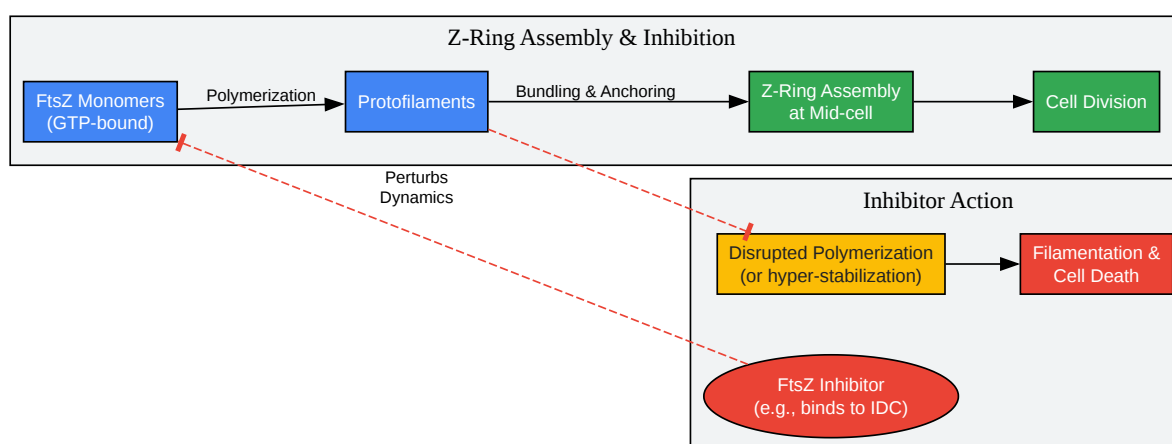 Z-Ring Assembly & Inhibition
FtsZ Monomers
(GTP-bound)
Polymerization
Protofilaments
Bundling & Anchoring
Z-Ring Assembly
at Mid-cell
Cell Division
Perturbs
Dynamics
Inhibitor Action
Disrupted Polymerization
(or hyper-stabilization)
Filamentation &
Cell Death
FtsZ Inhibitor
(e.g., binds to IDC)